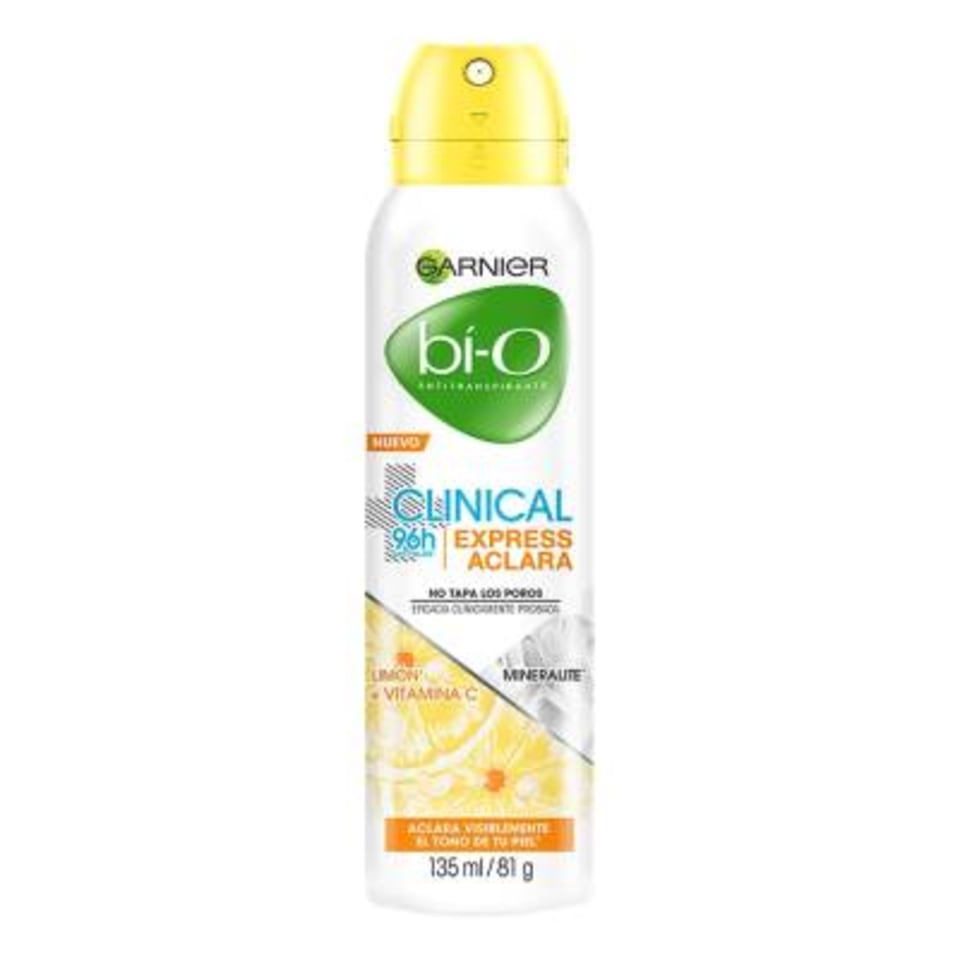 GARNIER
bí-O
ANTITRANSPIRANTE
NUEVO
CLINICAL
96h
EXPRESS
ACLARA
NO TAPA LOS POROS
EFICACIA CLÍNICAMENTE PROBADA
LIMÓN*
+ VITAMINA C
+
MINERALITE
ACLARA VISIBLEMENTE
EL TONO DE TU PIEL*
135 ml / 81 g